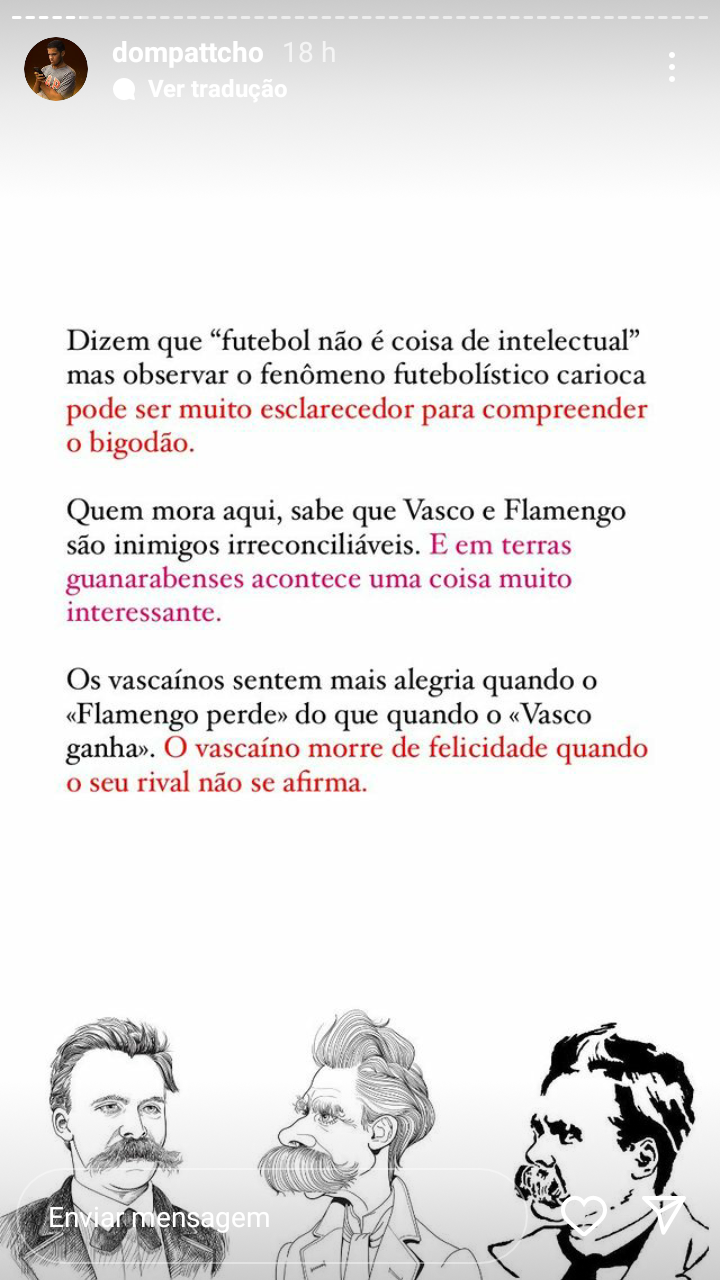 dompattcho 18 h
Ver tradução
Dizem que “futebol não é coisa de intelectual”
mas observar o fenômeno futebolístico carioca
pode ser muito esclarecedor para compreender
o bigodão.
Quem mora aqui, sabe que Vasco e Flamengo
são inimigos irreconciliáveis. E em terras
guanarabenses acontece uma coisa muito
interessante.
Os vascaínos sentem mais alegria quando o
«Flamengo perde» do que quando o «Vasco
ganha». O vascaíno morre de felicidade quando
o seu rival não se afirma.
Enviar mensagem